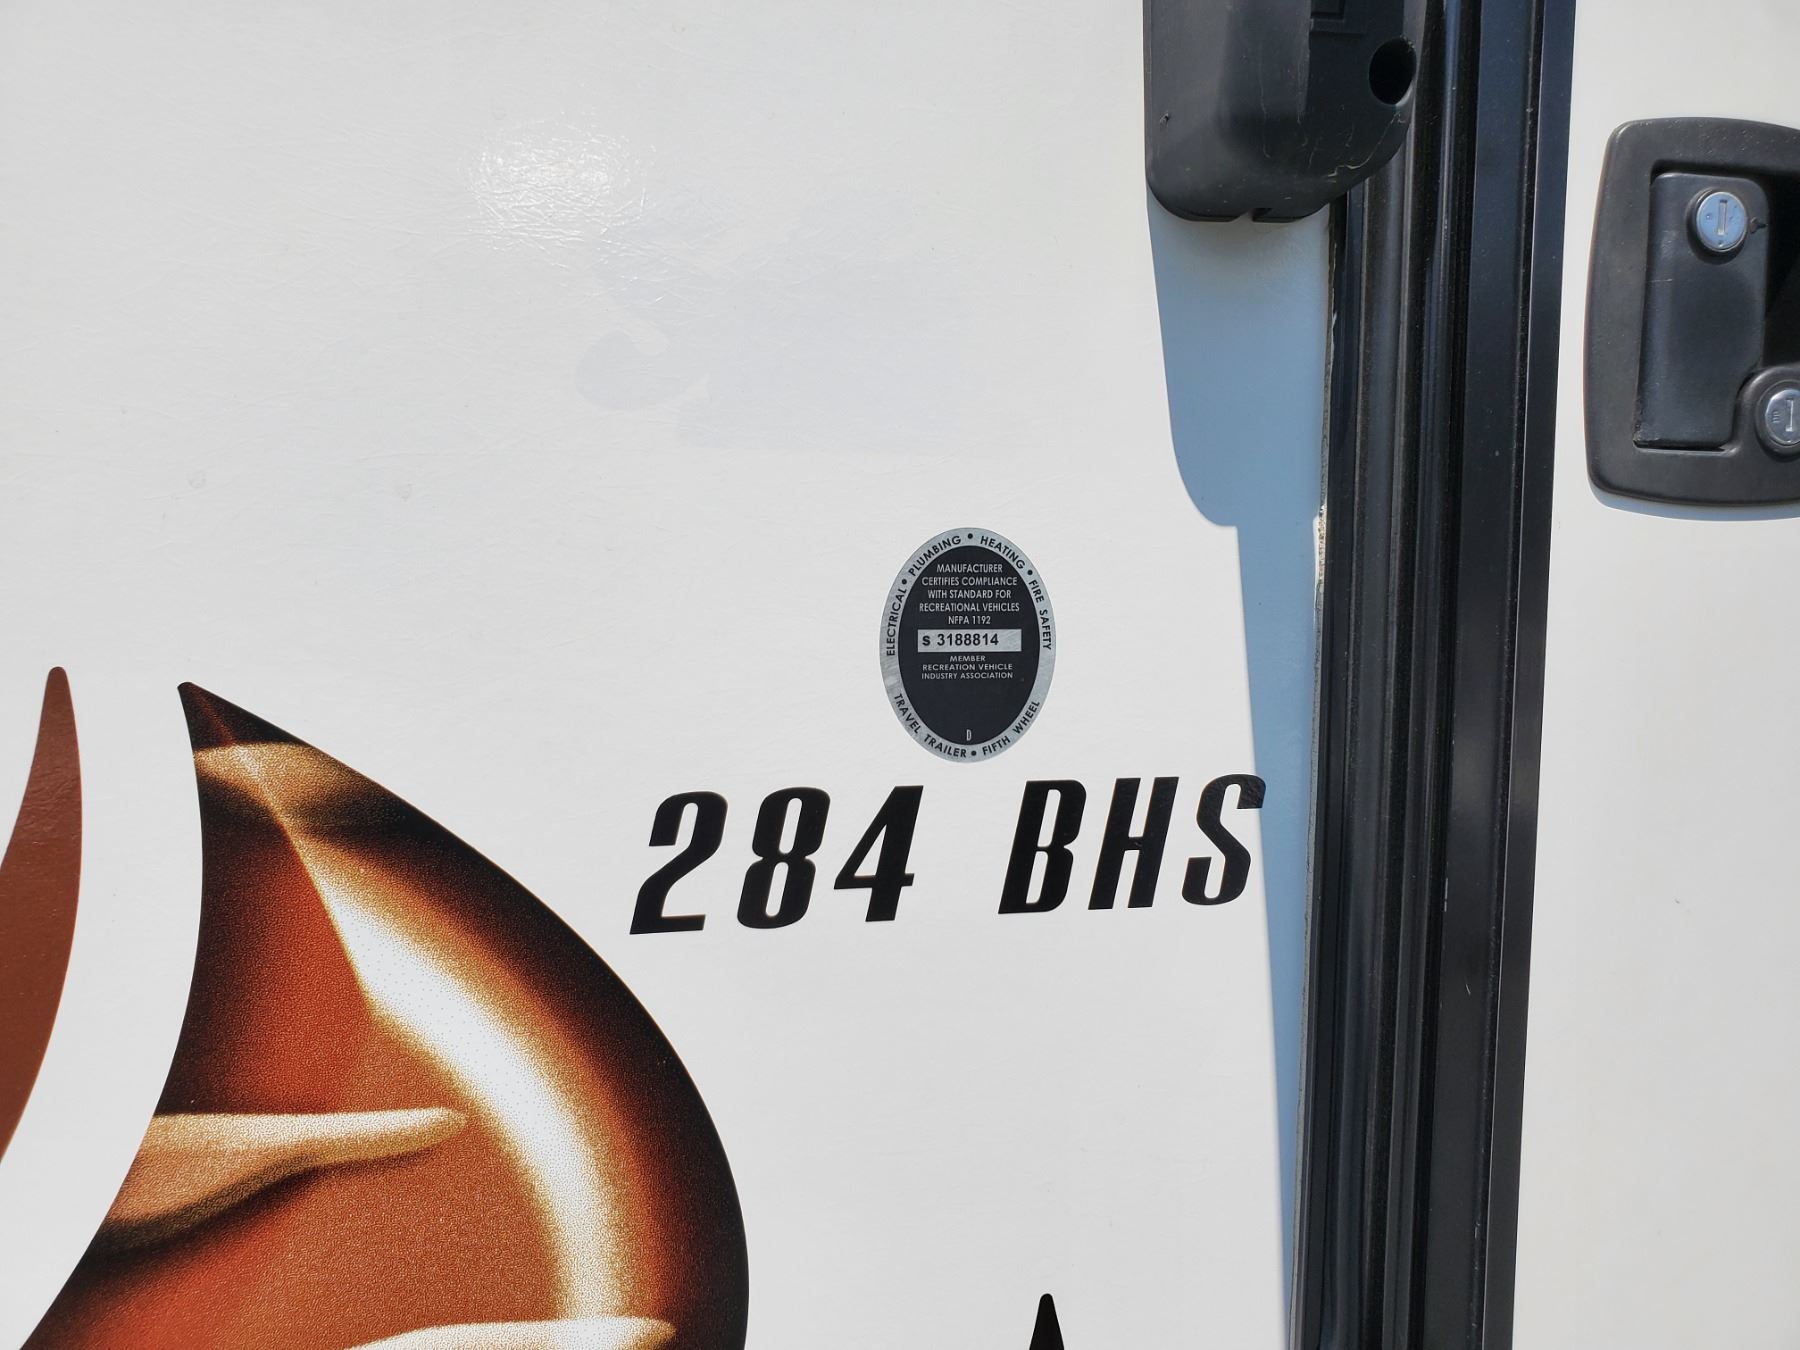 ELECTRICAL • PLUMBING • HEATING • FIRE SAFETY
MANUFACTURER
CERTIFIES COMPLIANCE
WITH STANDARD FOR
RECREATIONAL VEHICLES
NFPA 1192
S 3188814
MEMBER
RECREATION VEHICLE
INDUSTRY ASSOCIATION
D
TRAVEL TRAILER • FIFTH WHEEL
284 BHS